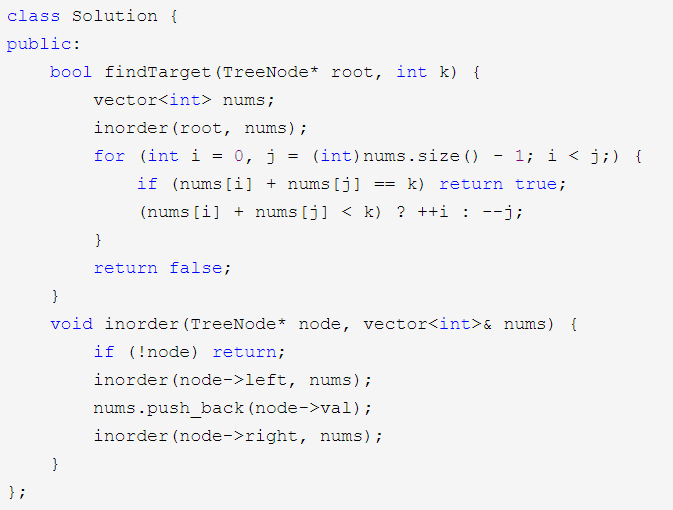 class Solution {
public:
    bool findTarget(TreeNode* root, int k) {
        vector<int> nums;
        inorder(root, nums);
        for (int i = 0, j = (int)nums.size() - 1; i < j;) {
            if (nums[i] + nums[j] == k) return true;
            (nums[i] + nums[j] < k) ? ++i : --j;
        }
        return false;
    }
    void inorder(TreeNode* node, vector<int>& nums) {
        if (!node) return;
        inorder(node->left, nums);
        nums.push_back(node->val);
        inorder(node->right, nums);
    }
};